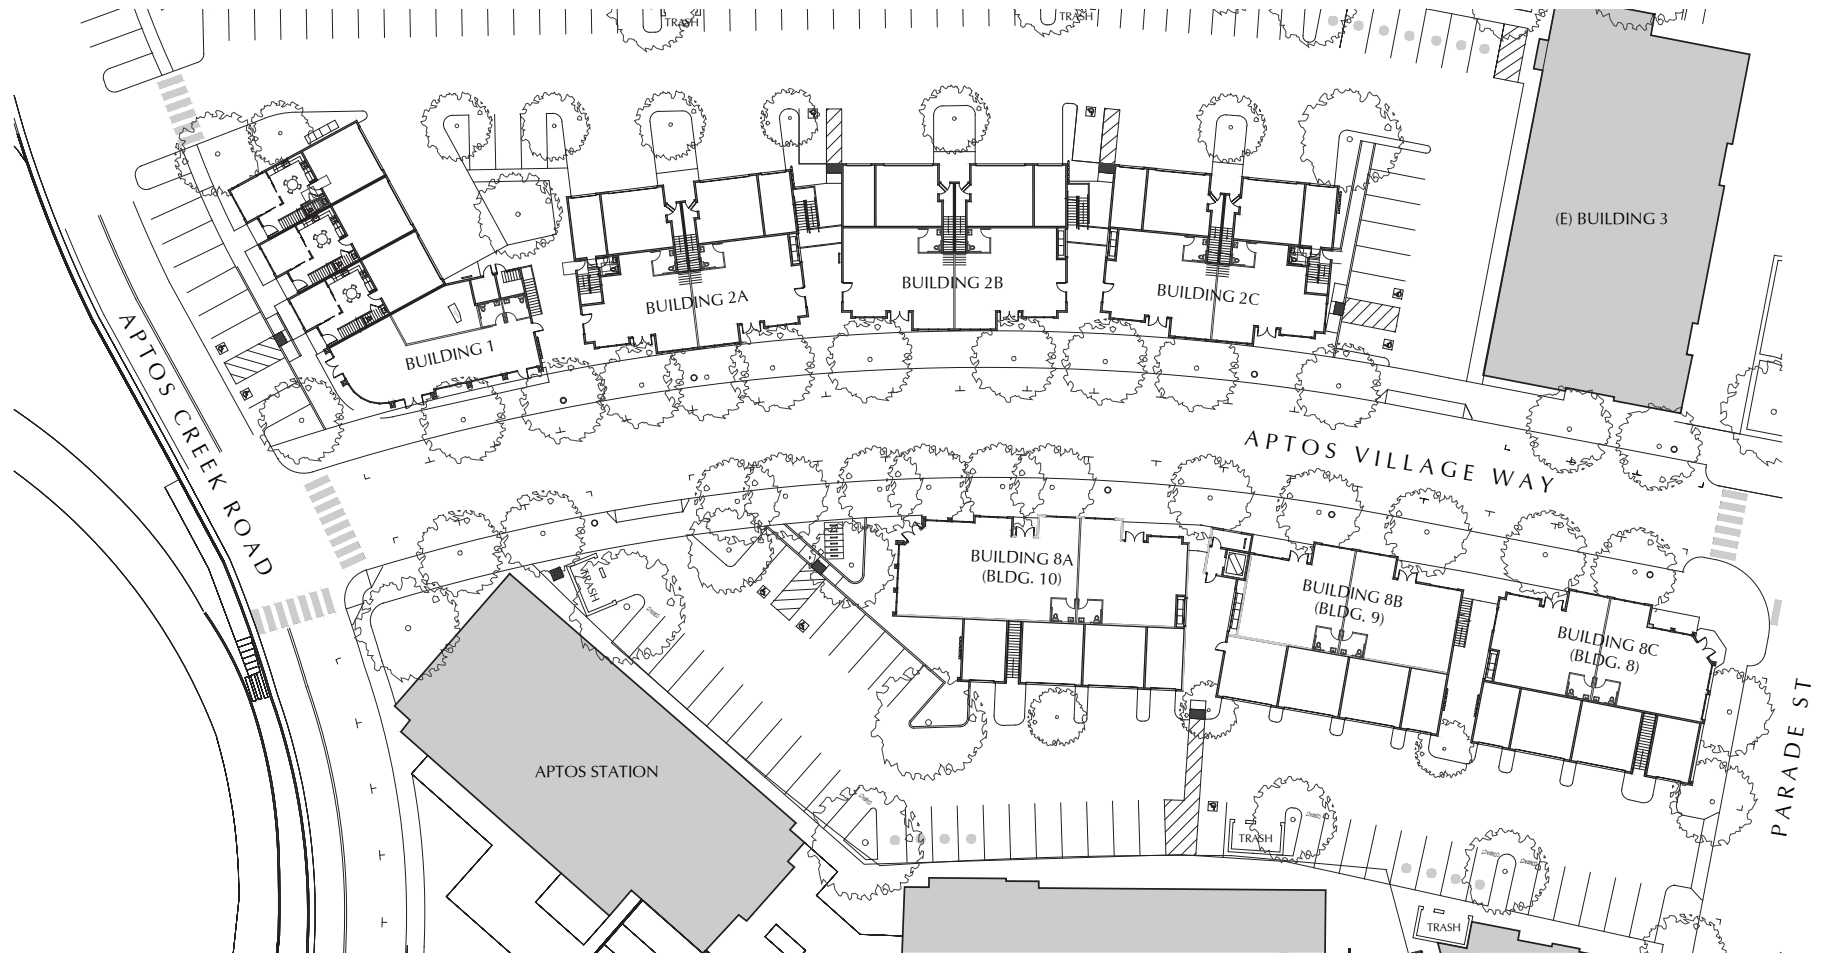 TRASH
TRASH
(E) BUILDING 3
BUILDING 2A
BUILDING 2B
BUILDING 2C
BUILDING 1
APTOS CREEK ROAD
APTOS VILLAGE WAY
BUILDING 8A
(BLDG. 10)
TRASH
BUILDING 8B
(BLDG. 9)
BUILDING 8C
(BLDG. 8)
APTOS STATION
PARADE ST
TRASH
TRASH